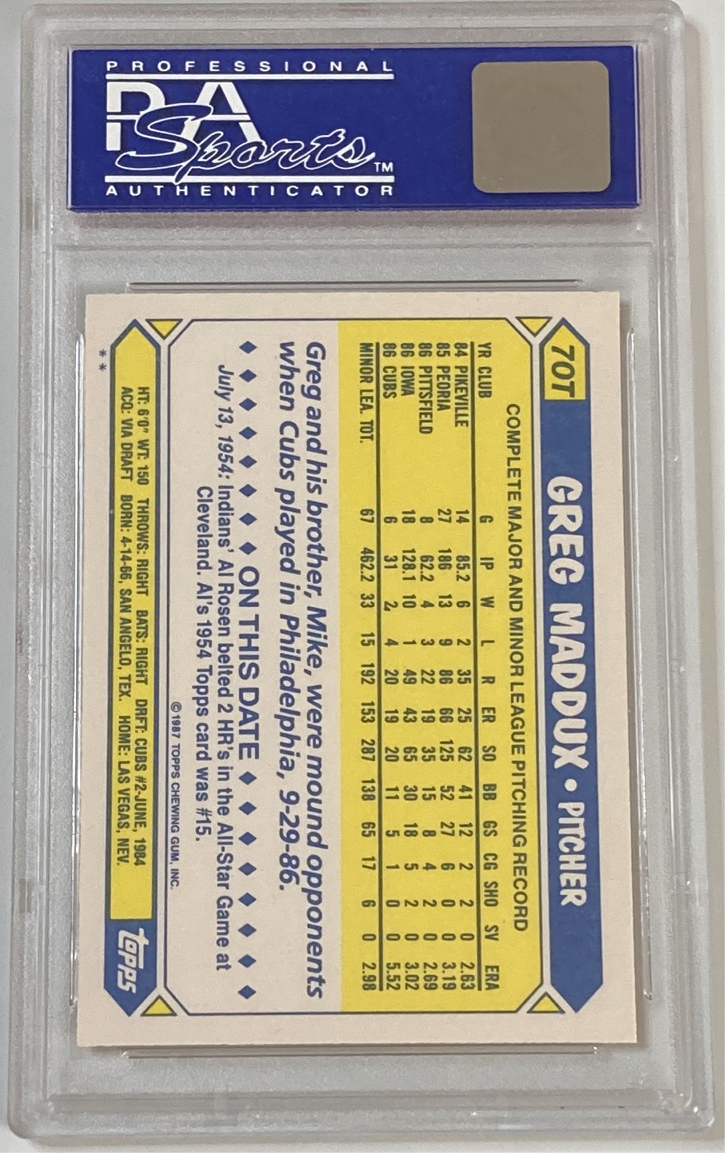 PROFESSIONAL
PSA
Sports™
AUTHENTICATOR
70T
GREG MADDUX • PITCHER
COMPLETE MAJOR AND MINOR LEAGUE PITCHING RECORD
YR CLUB G IP W L R ER SO BB GS CG SHO SV ERA
84 PIKEVILLE 14 85.2 6 2 35 25 62 41 12 2 2 0 2.63
85 PEORIA 27 186 13 9 86 66 125 52 27 6 0 0 3.19
86 PITTSFIELD 8 62.2 4 3 22 19 35 15 8 4 2 0 2.69
86 IOWA 18 128.1 10 1 49 43 65 30 18 5 2 0 3.02
86 CUBS 6 31 2 4 20 19 20 11 5 1 0 0 5.52
MINOR LEA. TOT. 67 462.2 33 15 192 153 287 138 65 17 6 0 2.98
Greg and his brother, Mike, were mound opponents
when Cubs played in Philadelphia, 9-29-86.
◆ ◆ ◆ ◆ ◆ ◆ ON THIS DATE ◆ ◆ ◆ ◆ ◆ ◆
July 13, 1954: Indians' Al Rosen belted 2 HR's in the All-Star Game at
Cleveland. Al's 1954 Topps card was #15.
©1987 TOPPS CHEWING GUM, INC.
HT: 6'0" WT: 150 THROWS: RIGHT BATS: RIGHT DRFT: CUBS #2-JUNE, 1984
ACQ: VIA DRAFT BORN: 4-14-66, SAN ANGELO, TEX. HOME: LAS VEGAS, NEV.
topps
**